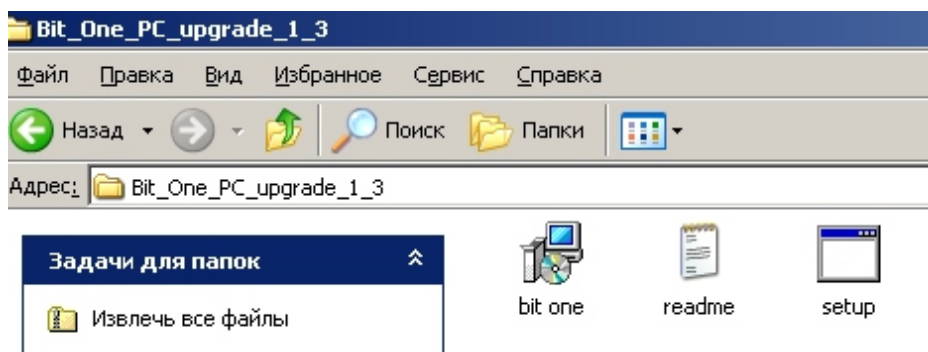 Bit_One_PC_upgrade_1_3
Файл Правка Вид Избранное Сервис Справка
Назад Поиск Папки
Адрес: Bit_One_PC_upgrade_1_3
Задачи для папок
Извлечь все файлы
bit one readme setup